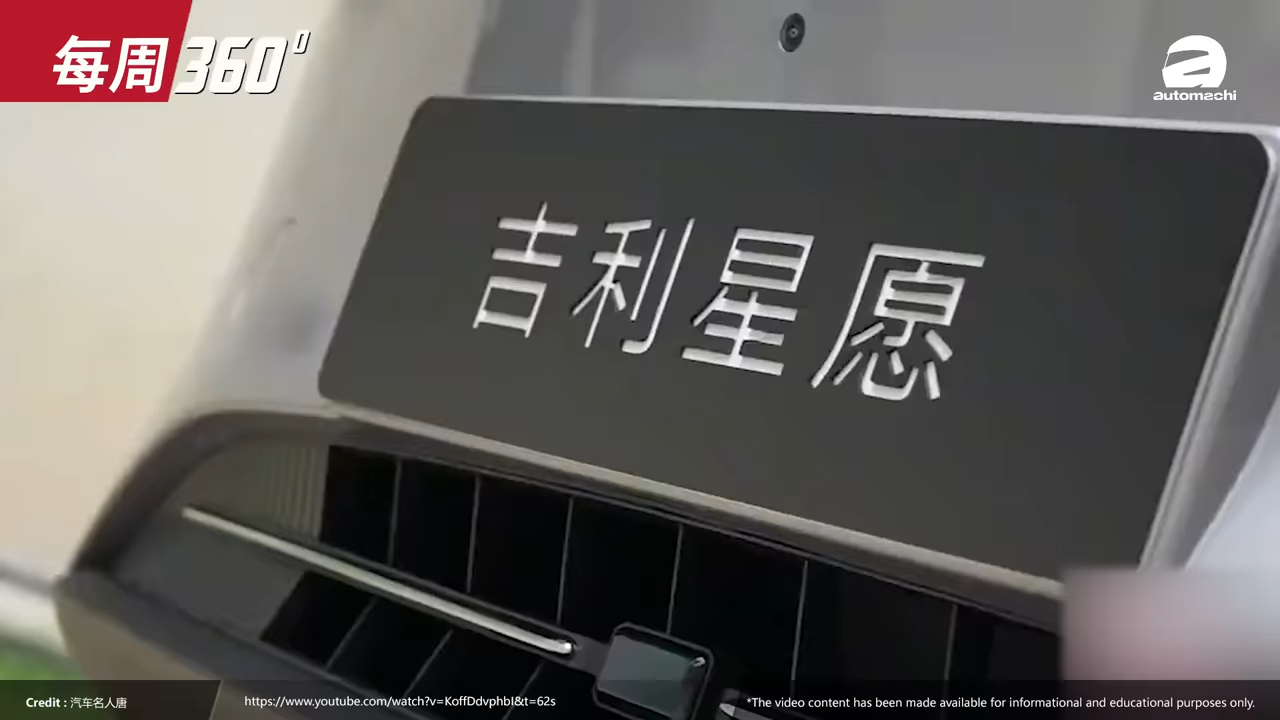 每周360°
automachi
吉利星愿
Credit : 汽车名人唐
https://www.youtube.com/watch?v=KoffDdvphbI&t=62s
*The video content has been made available for informational and educational purposes only.